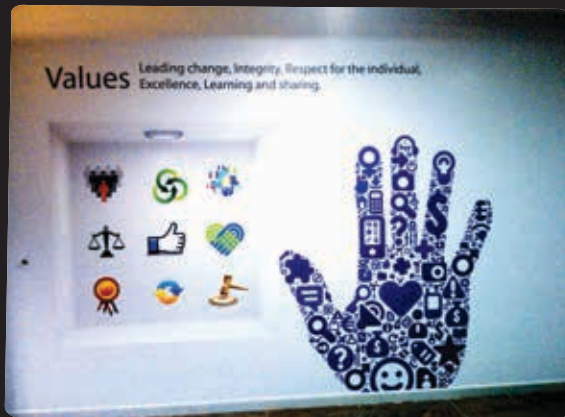 Values
Leading change, Integrity, Respect for the individual,
Excellence, Learning and sharing.